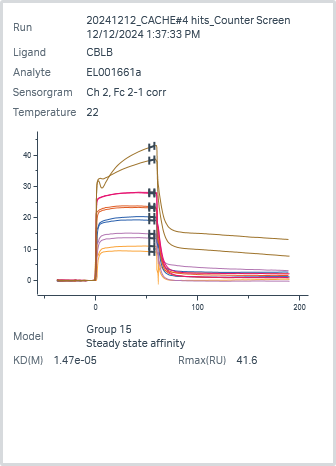 Run 20241212_CACHE#4 hits_Counter Screen
12/12/2024 1:37:33 PM
Ligand CBLB
Analyte EL001661a
Sensorgram Ch 2, Fc 2-1 corr
Temperature 22
40
30
20
10
0
0 100 200
Model Group 15
Steady state affinity
KD(M) 1.47e-05 Rmax(RU) 41.6